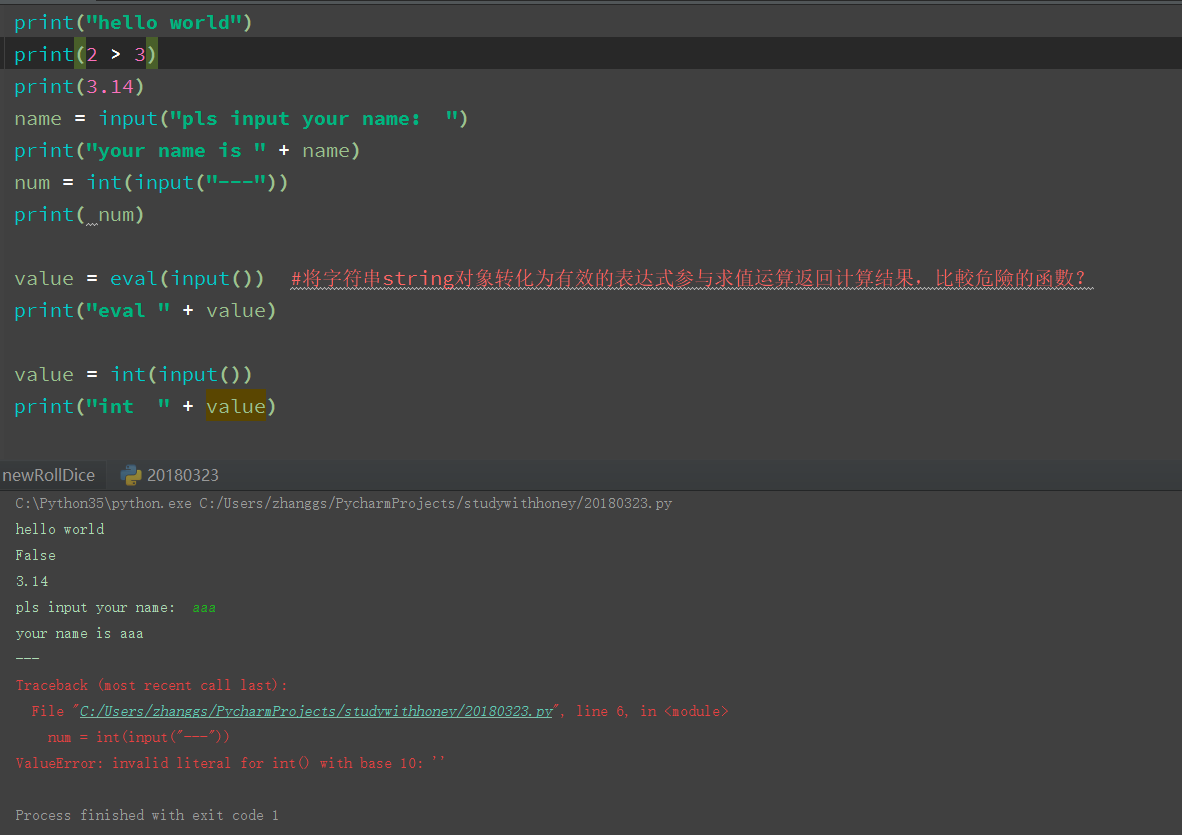 print("hello world")
print(2 > 3)
print(3.14)
name = input("pls input your name:  ")
print("your name is " + name)
num = int(input("---"))
print( num)
value = eval(input())  #将字符串string对象转化为有效的表达式参与求值运算返回计算结果，比較危險的函數？
print("eval " + value)
value = int(input())
print("int  " + value)
newRollDice 20180323
C:\Python35\python.exe C:/Users/zhanggs/PycharmProjects/studywithhoney/20180323.py
hello world
False
3.14
pls input your name:  aaa
your name is aaa
---
Traceback (most recent call last):
  File "C:/Users/zhanggs/PycharmProjects/studywithhoney/20180323.py", line 6, in <module>
    num = int(input("---"))
ValueError: invalid literal for int() with base 10: ''
Process finished with exit code 1